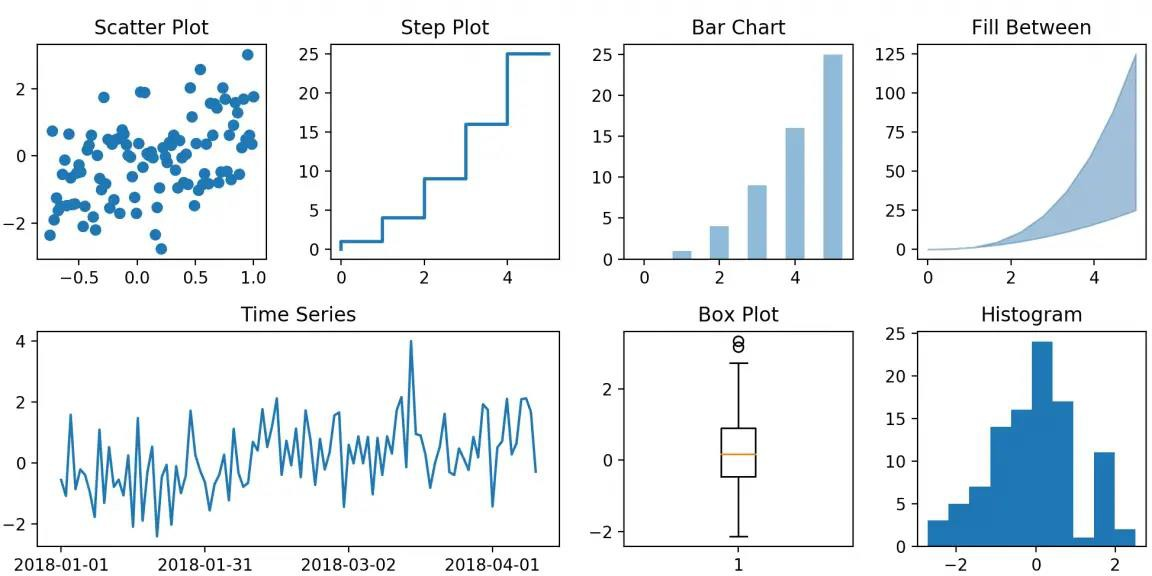 Scatter Plot
2
0
−2
−0.5 0.0 0.5 1.0
Step Plot
25
20
15
10
5
0
0 2 4
Bar Chart
25
20
15
10
5
0
0 2 4
Fill Between
125
100
75
50
25
0
0 2 4
Time Series
4
2
0
−2
2018-01-01 2018-01-31 2018-03-02 2018-04-01
Box Plot
2
0
−2
1
Histogram
25
20
15
10
5
0
−2 0 2